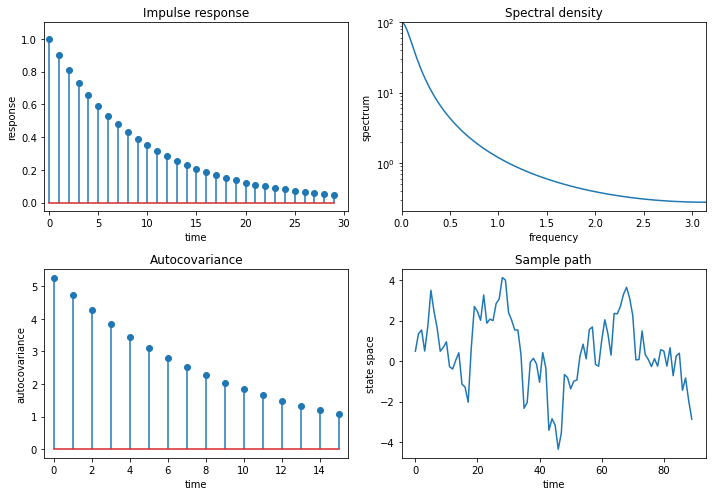 Impulse response
response
1.0
0.8
0.6
0.4
0.2
0.0
0 5 10 15 20 25 30
time
Spectral density
spectrum
10²
10¹
10⁰
0.0 0.5 1.0 1.5 2.0 2.5 3.0
frequency
Autocovariance
autocovariance
5
4
3
2
1
0
0 2 4 6 8 10 12 14
time
Sample path
state space
4
2
0
−2
−4
0 20 40 60 80
time